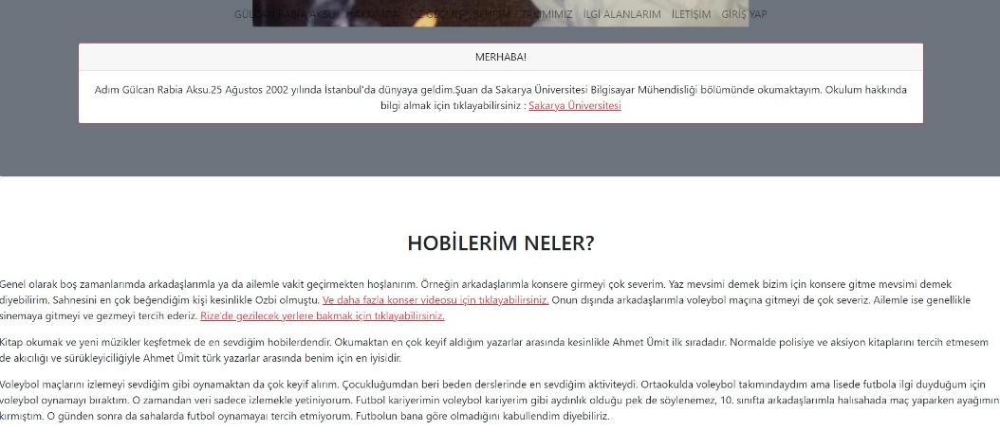 GÜLCAN RABİA AKSU HAKKIMDA ÖZGEÇMİŞ ŞEHRİM TAKIMIMIZ İLGİ ALANLARIM İLETİŞİM GİRİŞ YAP
MERHABA!
Adım Gülcan Rabia Aksu.25 Ağustos 2002 yılında İstanbul'da dünyaya geldim.Şuan da Sakarya Üniversitesi Bilgisayar Mühendisliği bölümünde okumaktayım. Okulum hakkında
bilgi almak için tıklayabilirsiniz : Sakarya Üniversitesi
HOBİLERİM NELER?
Genel olarak boş zamanlarımda arkadaşlarımla ya da ailemle vakit geçirmekten hoşlanırım. Örneğin arkadaşlarımla konsere girmeyi çok severim. Yaz mevsimi demek bizim için konsere gitme mevsimi demek
diyebilirim. Sahnesini en çok beğendiğim kişi kesinlikle Ozbi olmuştu. Ve daha fazla konser videosu için tıklayabilirsiniz. Onun dışında arkadaşlarımla voleybol maçına gitmeyi de çok severiz. Ailemle ise genellikle
sinemaya gitmeyi ve gezmeyi tercih ederiz. Rize'de gezilecek yerlere bakmak için tıklayabilirsiniz.
Kitap okumak ve yeni müzikler keşfetmek de en sevdiğim hobilerdendir. Okumaktan en çok keyif aldığım yazarlar arasında kesinlikle Ahmet Ümit ilk sıradadır. Normalde polisiye ve aksiyon kitaplarını tercih etmesem
de akıcılığı ve sürükleyiciliğiyle Ahmet Ümit türk yazarlar arasında benim için en iyisidir.
Voleybol maçlarını izlemeyi sevdiğim gibi oynamaktan da çok keyif alırım. Çocukluğumdan beri beden derslerinde en sevdiğim aktiviteydi. Ortaokulda voleybol takımındaydım ama lisede futbola ilgi duyduğum için
voleybol oynamayı bıraktım. O zamandan veri sadece izlemekle yetiniyorum. Futbol kariyerimin voleybol kariyerim gibi aydınlık olduğu pek de söylenemez, 10. sınıfta arkadaşlarımla halısahada maç yaparken ayağımın
kırmıştım. O günden sonra da sahalarda futbol oynamayaı tercih etmiyorum. Futbolun bana göre olmadığını kabullendim diyebiliriz.